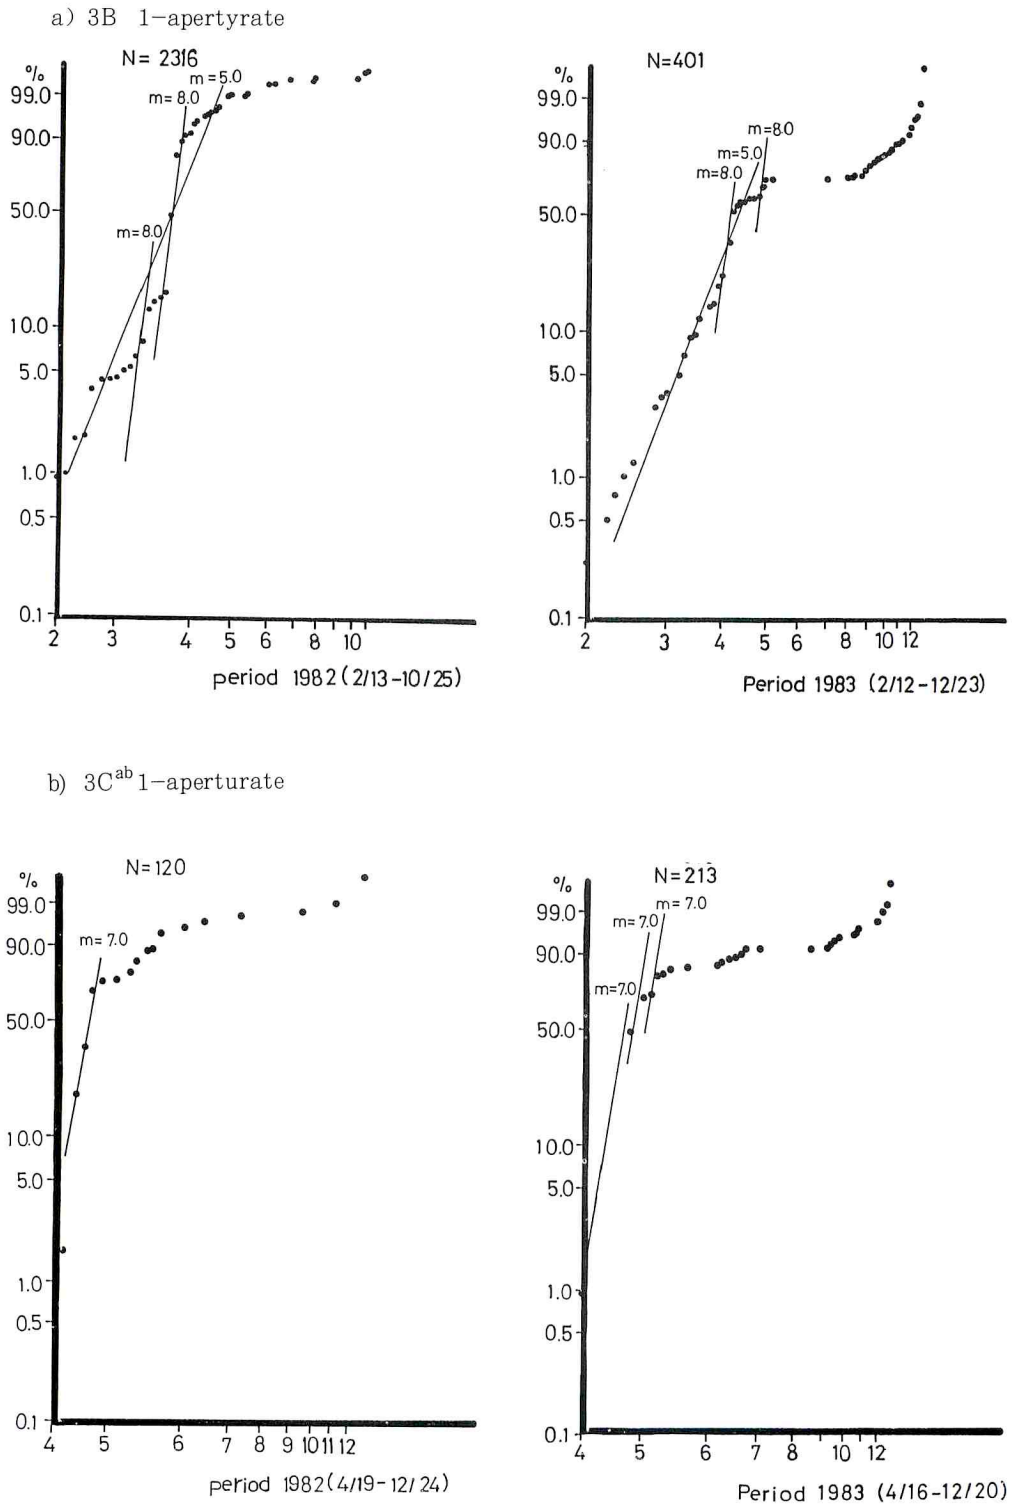 a) 3B 1-apertyrate
N= 2316
%
m=5.0
m=8.0
99.0
90.0
50.0
m=8.0
10.0
5.0
1.0
0.5
0.1
2 3 4 5 6 8 10
period 1982(2/13-10/25)
N=401
%
99.0
90.0
m=8.0
m=5.0
m=8.0
50.0
10.0
5.0
1.0
0.5
0.1
2 3 4 5 6 8 10 12
Period 1983 (2/12-12/23)
b) 3Cab 1-aperturate
N=120
%
99.0
90.0
m=7.0
50.0
10.0
5.0
1.0
0.5
0.1
4 5 6 7 8 9 10 11 12
period 1982(4/19-12/24)
N=213
%
99.0
m=7.0
m=7.0
90.0
m=7.0
50.0
10.0
5.0
1.0
0.5
0.1
4 5 6 7 8 10 12
Period 1983 (4/16-12/20)